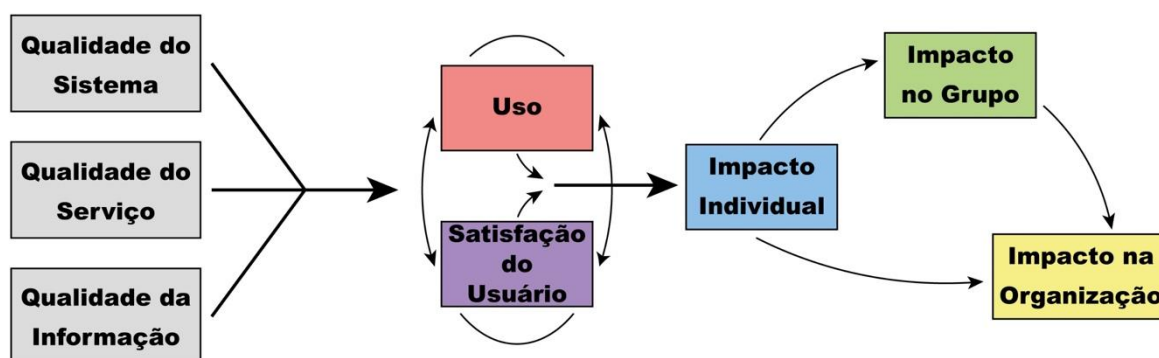 Qualidade do
Sistema
Qualidade do
Serviço
Qualidade da
Informação
Uso
Satisfação
do
Usuário
Impacto
Individual
Impacto
no Grupo
Impacto na
Organização